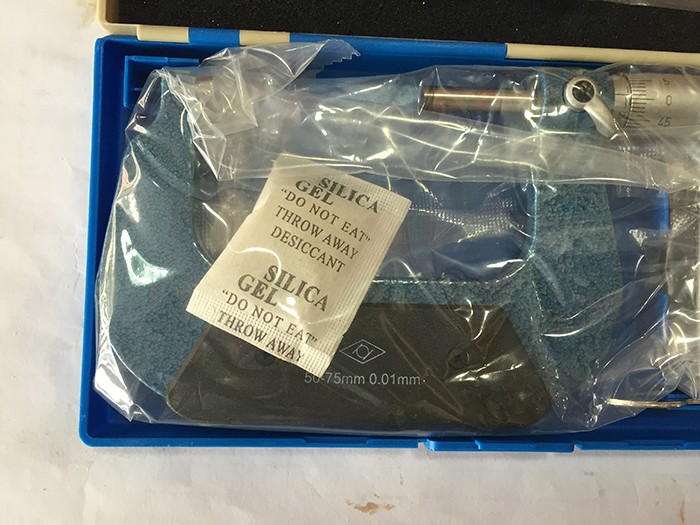 0
45
SILICA
GEL
"DO NOT EAT"
THROW AWAY
DESICCANT
SILICA
GEL
"DO NOT EAT"
THROW AWAY
50-75mm 0.01mm